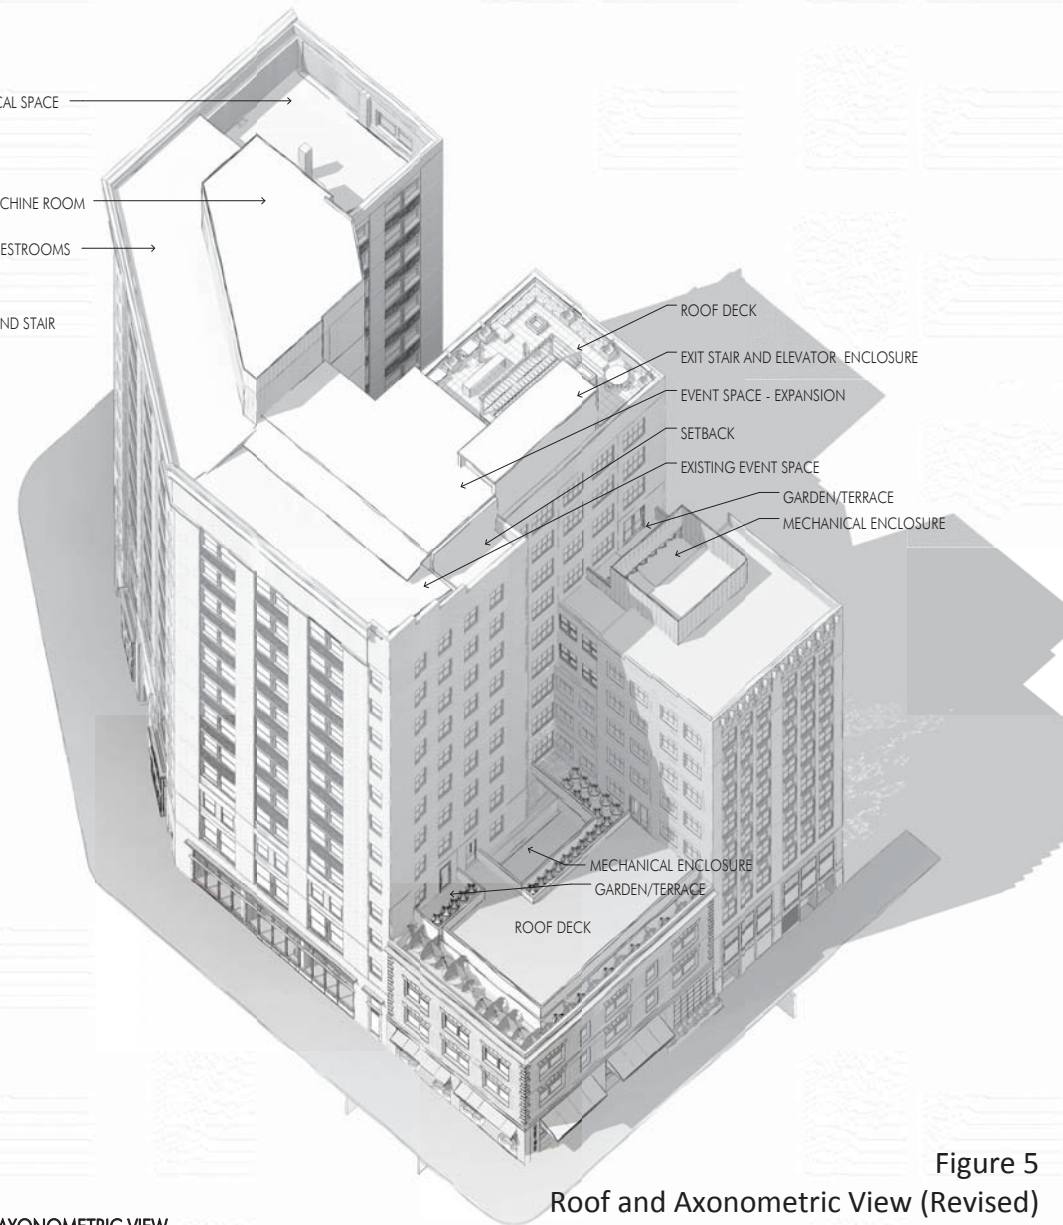 CAL SPACE
CHINE ROOM
ESTROOMS
ND STAIR
ROOF DECK
EXIT STAIR AND ELEVATOR ENCLOSURE
EVENT SPACE - EXPANSION
SETBACK
EXISTING EVENT SPACE
GARDEN/TERRACE
MECHANICAL ENCLOSURE
MECHANICAL ENCLOSURE
GARDEN/TERRACE
ROOF DECK
Figure 5
Roof and Axonometric View (Revised)
AXONOMETRIC VIEW